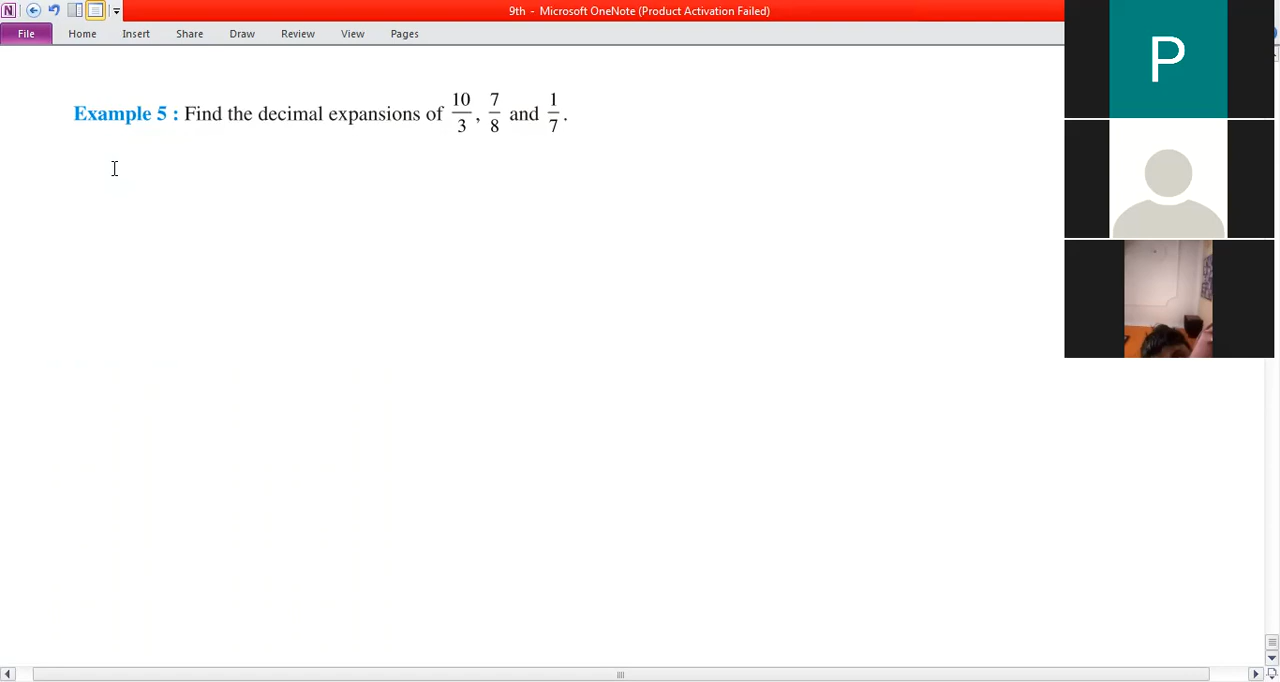 9th - Microsoft OneNote (Product Activation Failed)
File Home Insert Share Draw Review View Pages
Example 5 : Find the decimal expansions of 10/3, 7/8 and 1/7.
P